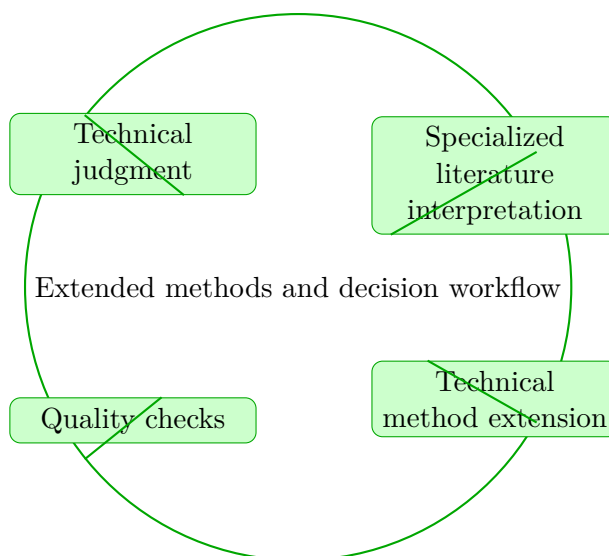 Technical
judgment
Specialized
literature
interpretation
Extended methods and decision workflow
Quality checks
Technical
method extension